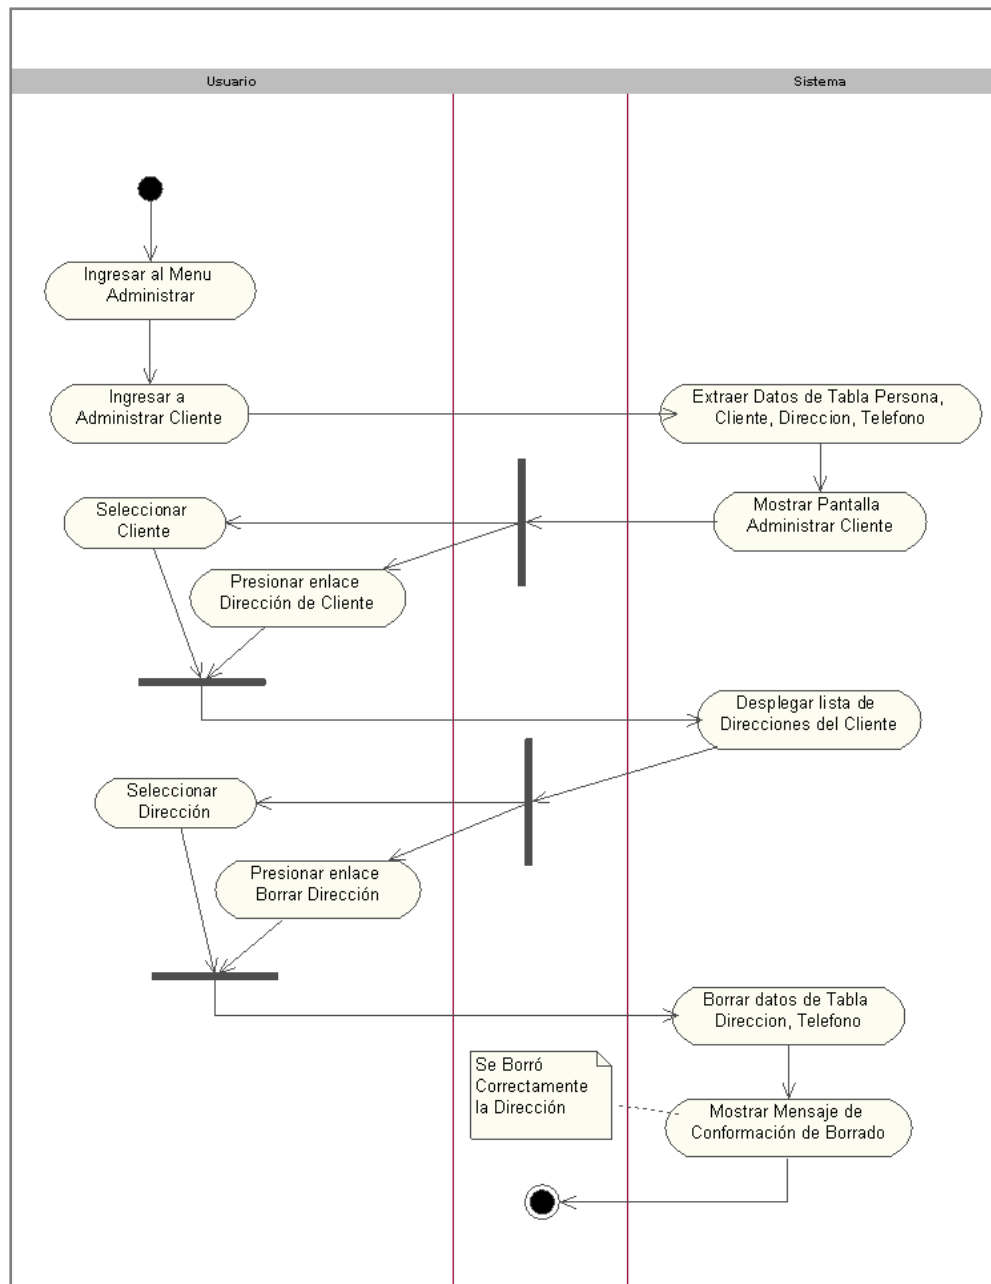 Usuario
Sistema
Ingresar al Menu
Administrar
Ingresar a
Administrar Cliente
Extraer Datos de Tabla Persona,
Cliente, Direccion, Telefono
Mostrar Pantalla
Administrar Cliente
Seleccionar
Cliente
Presionar enlace
Dirección de Cliente
Desplegar lista de
Direcciones del Cliente
Seleccionar
Dirección
Presionar enlace
Borrar Dirección
Borrar datos de Tabla
Direccion, Telefono
Se Borró
Correctamente
la Dirección
Mostrar Mensaje de
Conformación de Borrado